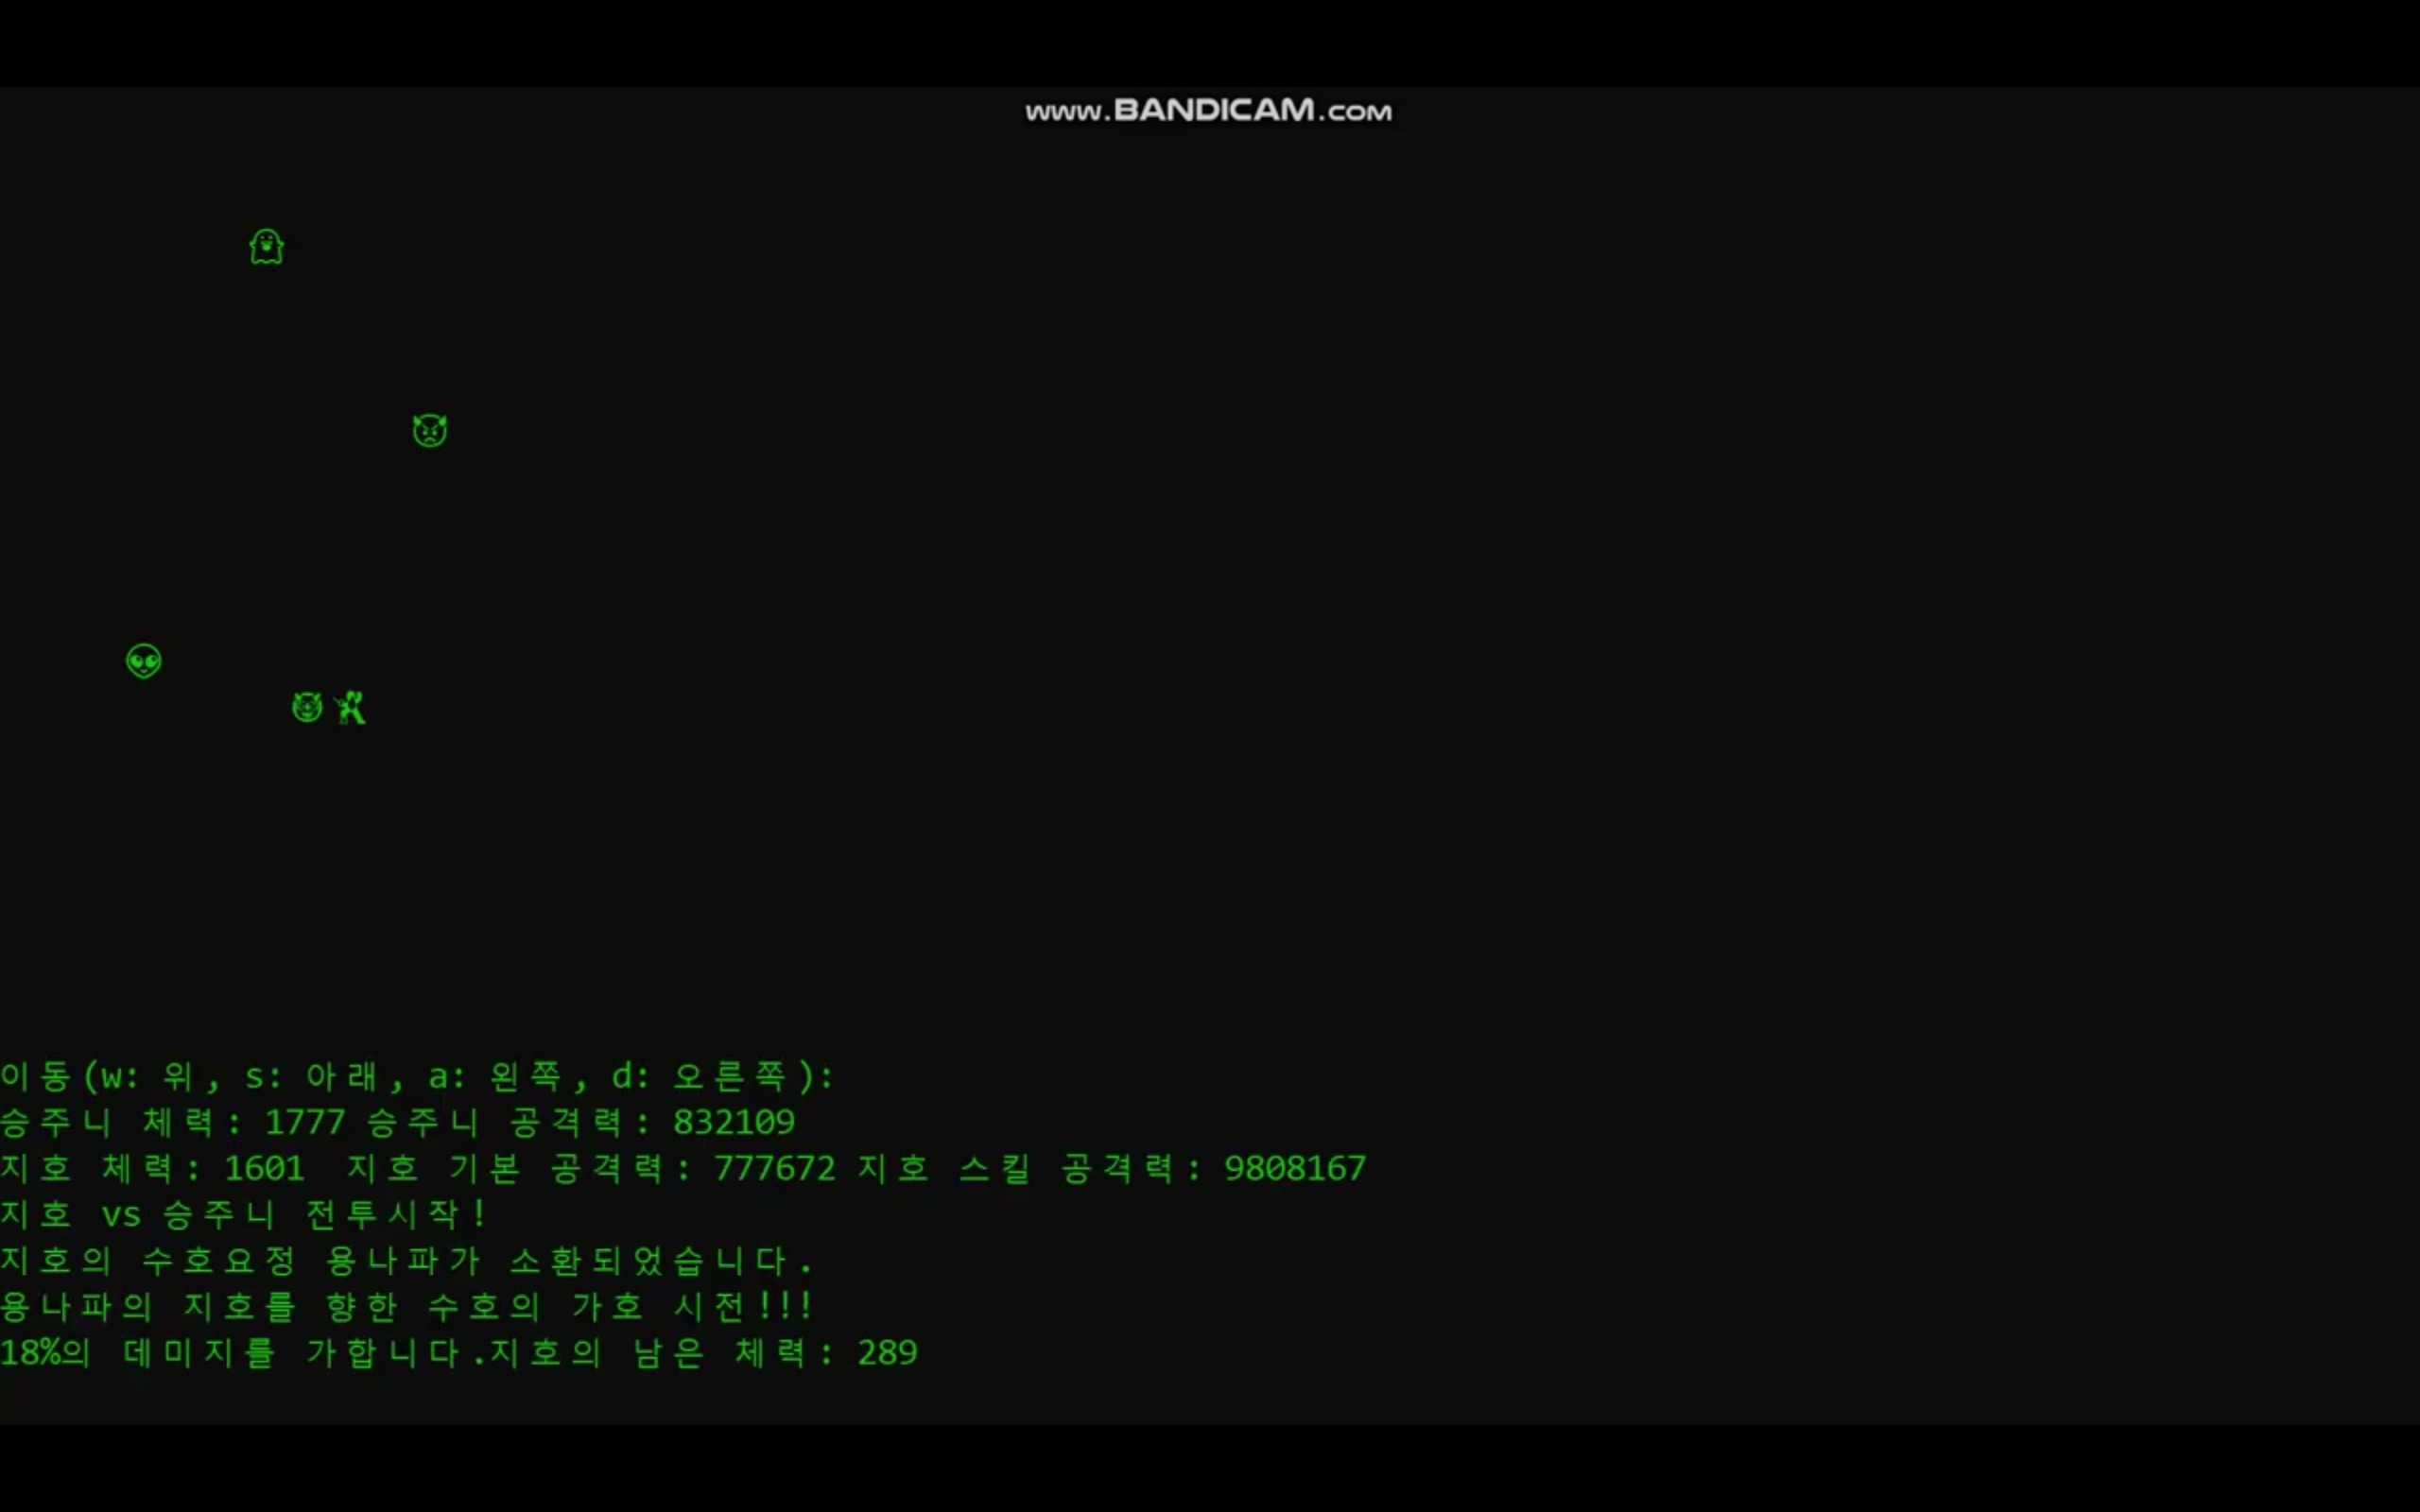 www.BANDICAM.com
이동(w: 위, s: 아래, a: 왼쪽, d: 오른쪽):
승주니 체력: 1777 승주니 공격력: 832109
지호 체력: 1601  지호 기본 공격력: 777672 지호 스킬 공격력: 9808167
지호 vs 승주니 전투시작!
지호의 수호요정 용나파가 소환되었습니다.
용나파의 지호를 향한 수호의 가호 시전!!!
18%의 데미지를 가합니다.지호의 남은 체력: 289